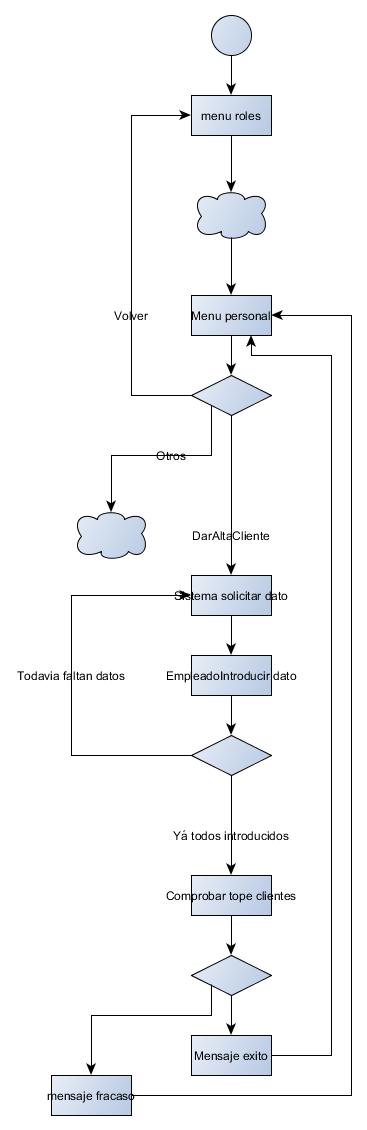 menu roles
Volver
Menu personal
Otros
DarAltaCliente
Sistema solicitar dato
Todavia faltan datos
EmpleadoIntroducir dato
Yá todos introducidos
Comprobar tope clientes
Mensaje exito
mensaje fracaso